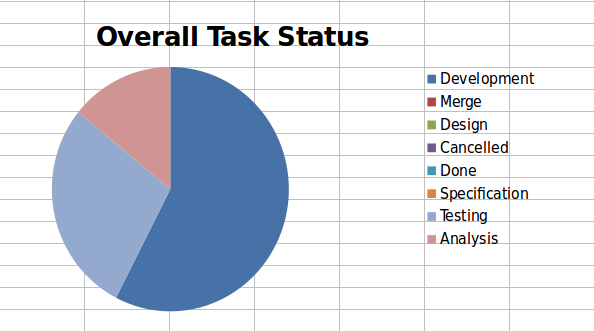 Overall Task Status
Development
Merge
Design
Cancelled
Done
Specification
Testing
Analysis